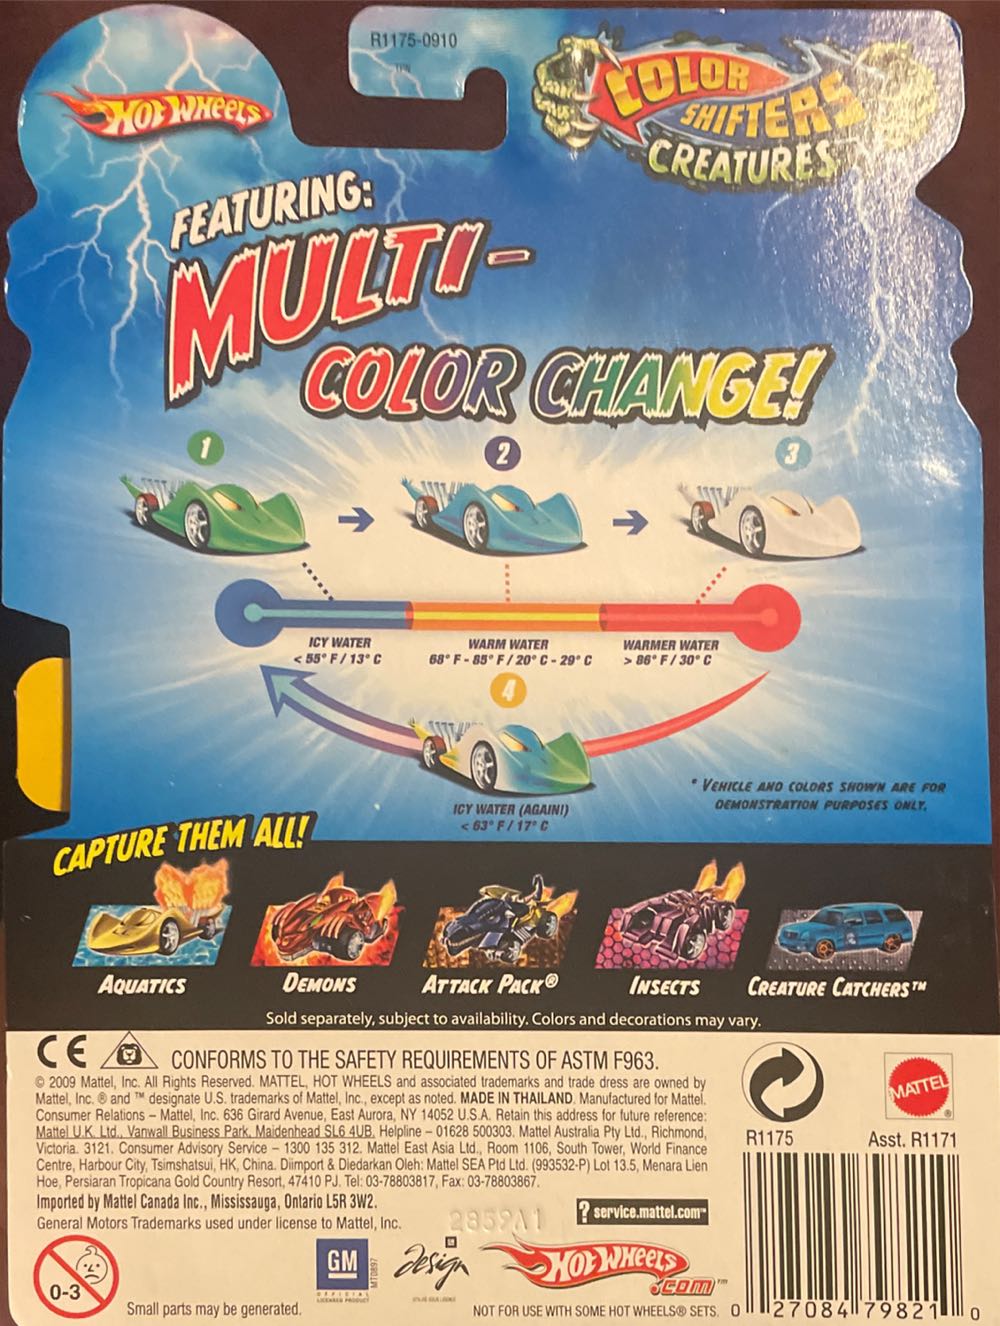 R1175-0910
HOT WHEELS
COLOR
SHIFTERS
CREATURES
FEATURING:
MULTI-
COLOR CHANGE!
1
2
3
ICY WATER
< 55° F / 13° C
WARM WATER
68° F - 85° F / 20° C - 29° C
WARMER WATER
> 86° F / 30° C
4
ICY WATER (AGAIN!)
< 63° F / 17° C
* VEHICLE AND COLORS SHOWN ARE FOR
DEMONSTRATION PURPOSES ONLY.
CAPTURE THEM ALL!
AQUATICS
DEMONS
ATTACK PACK®
INSECTS
CREATURE CATCHERS™
Sold separately, subject to availability. Colors and decorations may vary.
CE
CONFORMS TO THE SAFETY REQUIREMENTS OF ASTM F963.
© 2009 Mattel, Inc. All Rights Reserved. MATTEL, HOT WHEELS and associated trademarks and trade dress are owned by
Mattel, Inc. ® and ™ designate U.S. trademarks of Mattel, Inc., except as noted. MADE IN THAILAND. Manufactured for Mattel.
Consumer Relations – Mattel, Inc. 636 Girard Avenue, East Aurora, NY 14052 U.S.A. Retain this address for future reference:
Mattel U.K. Ltd., Vanwall Business Park, Maidenhead SL6 4UB. Helpline – 01628 500303. Mattel Australia Pty Ltd., Richmond,
Victoria. 3121. Consumer Advisory Service – 1300 135 312. Mattel East Asia Ltd., Room 1106, South Tower, World Finance
Centre, Harbour City, Tsimshatsui, HK, China. Diimport & Diedarkan Oleh: Mattel SEA Ptd Ltd. (993532-P) Lot 13.5, Menara Lien
Hoe, Persiaran Tropicana Gold Country Resort, 47410 PJ. Tel: 03-78803817, Fax: 03-78803867.
Imported by Mattel Canada Inc., Mississauga, Ontario L5R 3W2.
General Motors Trademarks used under license to Mattel, Inc.
2859A1
? service.mattel.com™
MATTEL
®
R1175
Asst. R1171
0-3
Small parts may be generated.
GM
OFFICIAL
LICENSED PRODUCT
MT0897
GM
Design
HOT WHEELS
.COM™
NOT FOR USE WITH SOME HOT WHEELS® SETS.
0 27084 79821 0